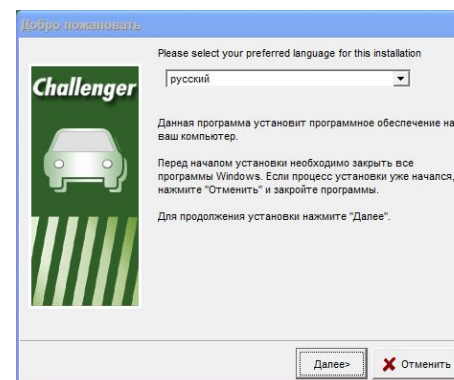 Добро пожаловать
Please select your preferred language for this installation
Challenger
русский
Данная программа установит программное обеспечение на
ваш компьютер.
Перед началом установки необходимо закрыть все
программы Windows. Если процесс установки уже начался,
нажмите "Отменить" и закройте программы.
Для продолжения установки нажмите "Далее".
Далее>
Отменить